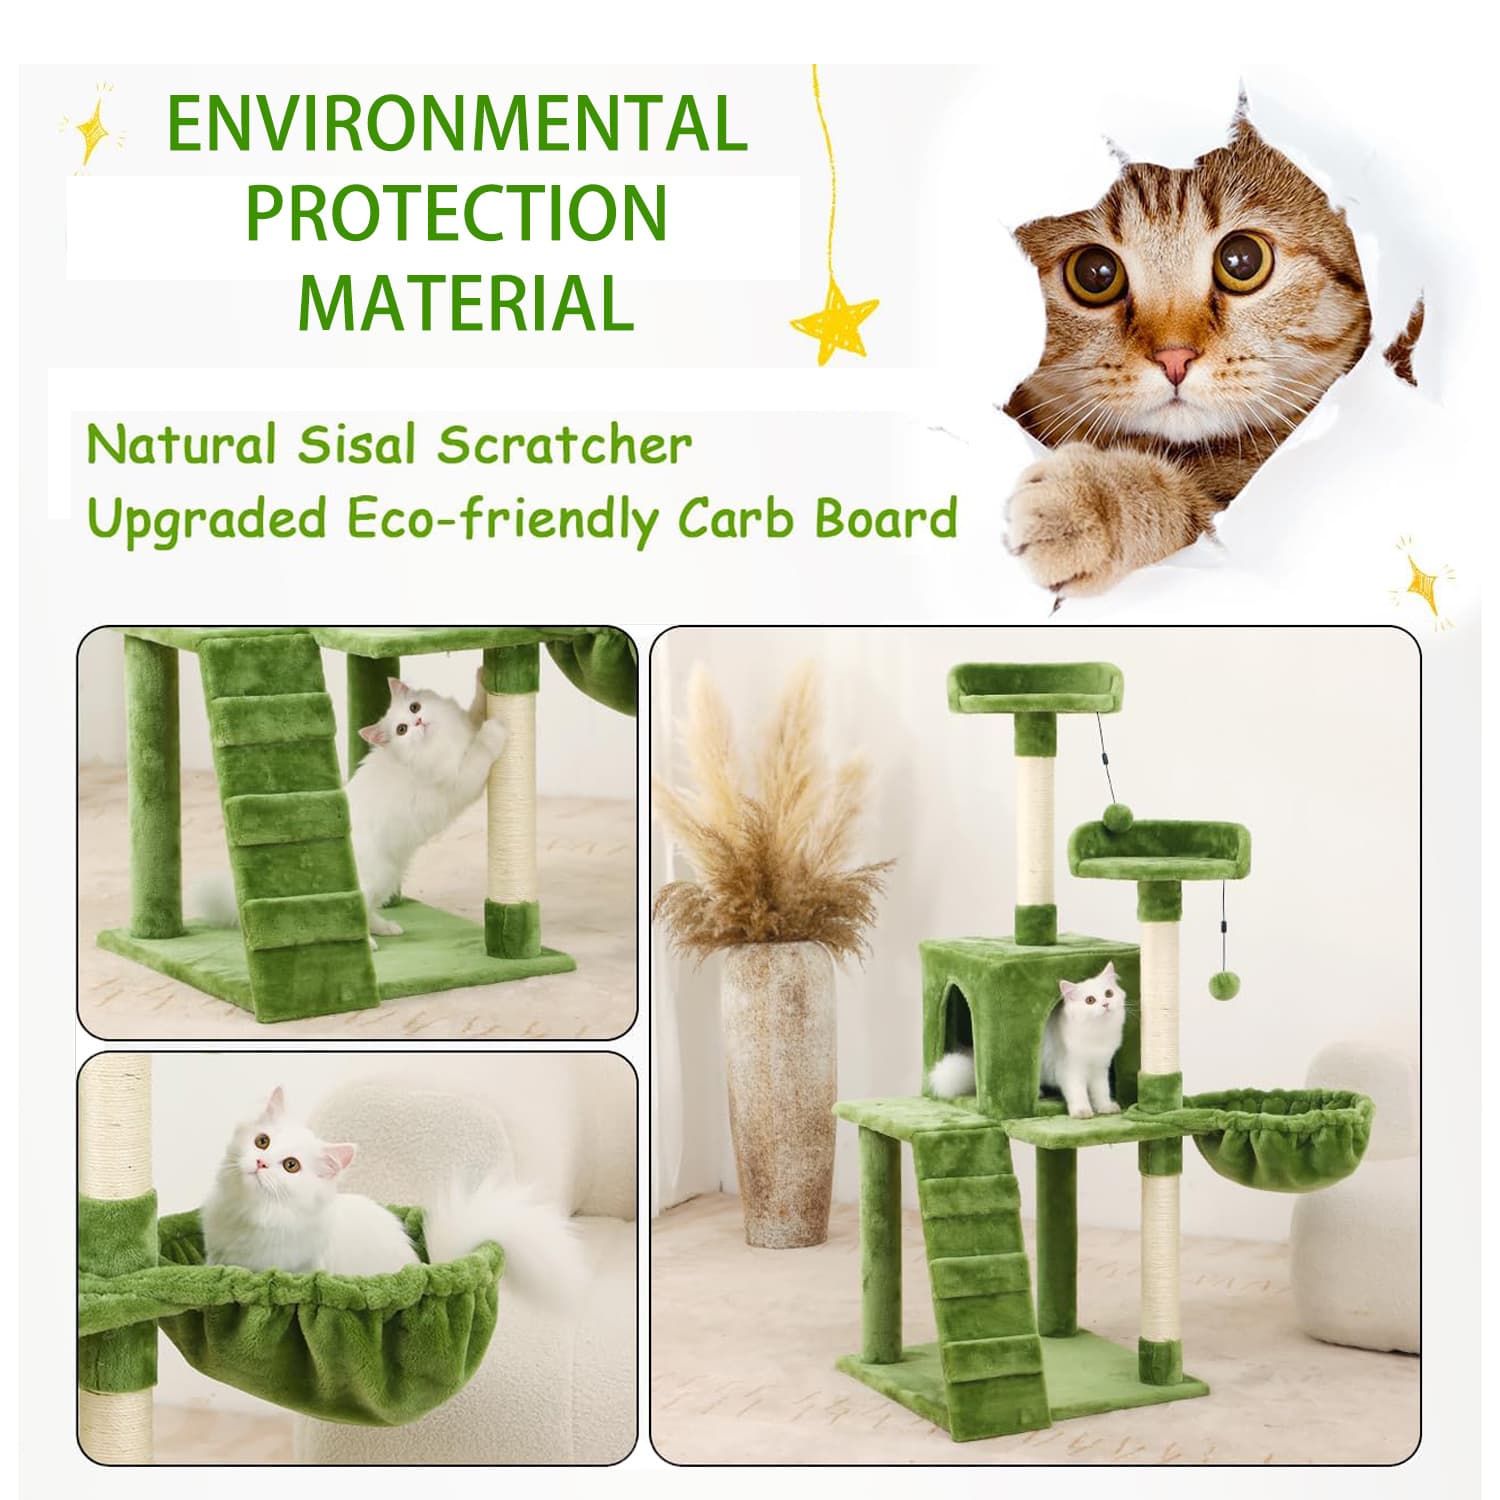 ENVIRONMENTAL
PROTECTION
MATERIAL
Natural Sisal Scratcher
Upgraded Eco-friendly Carb Board